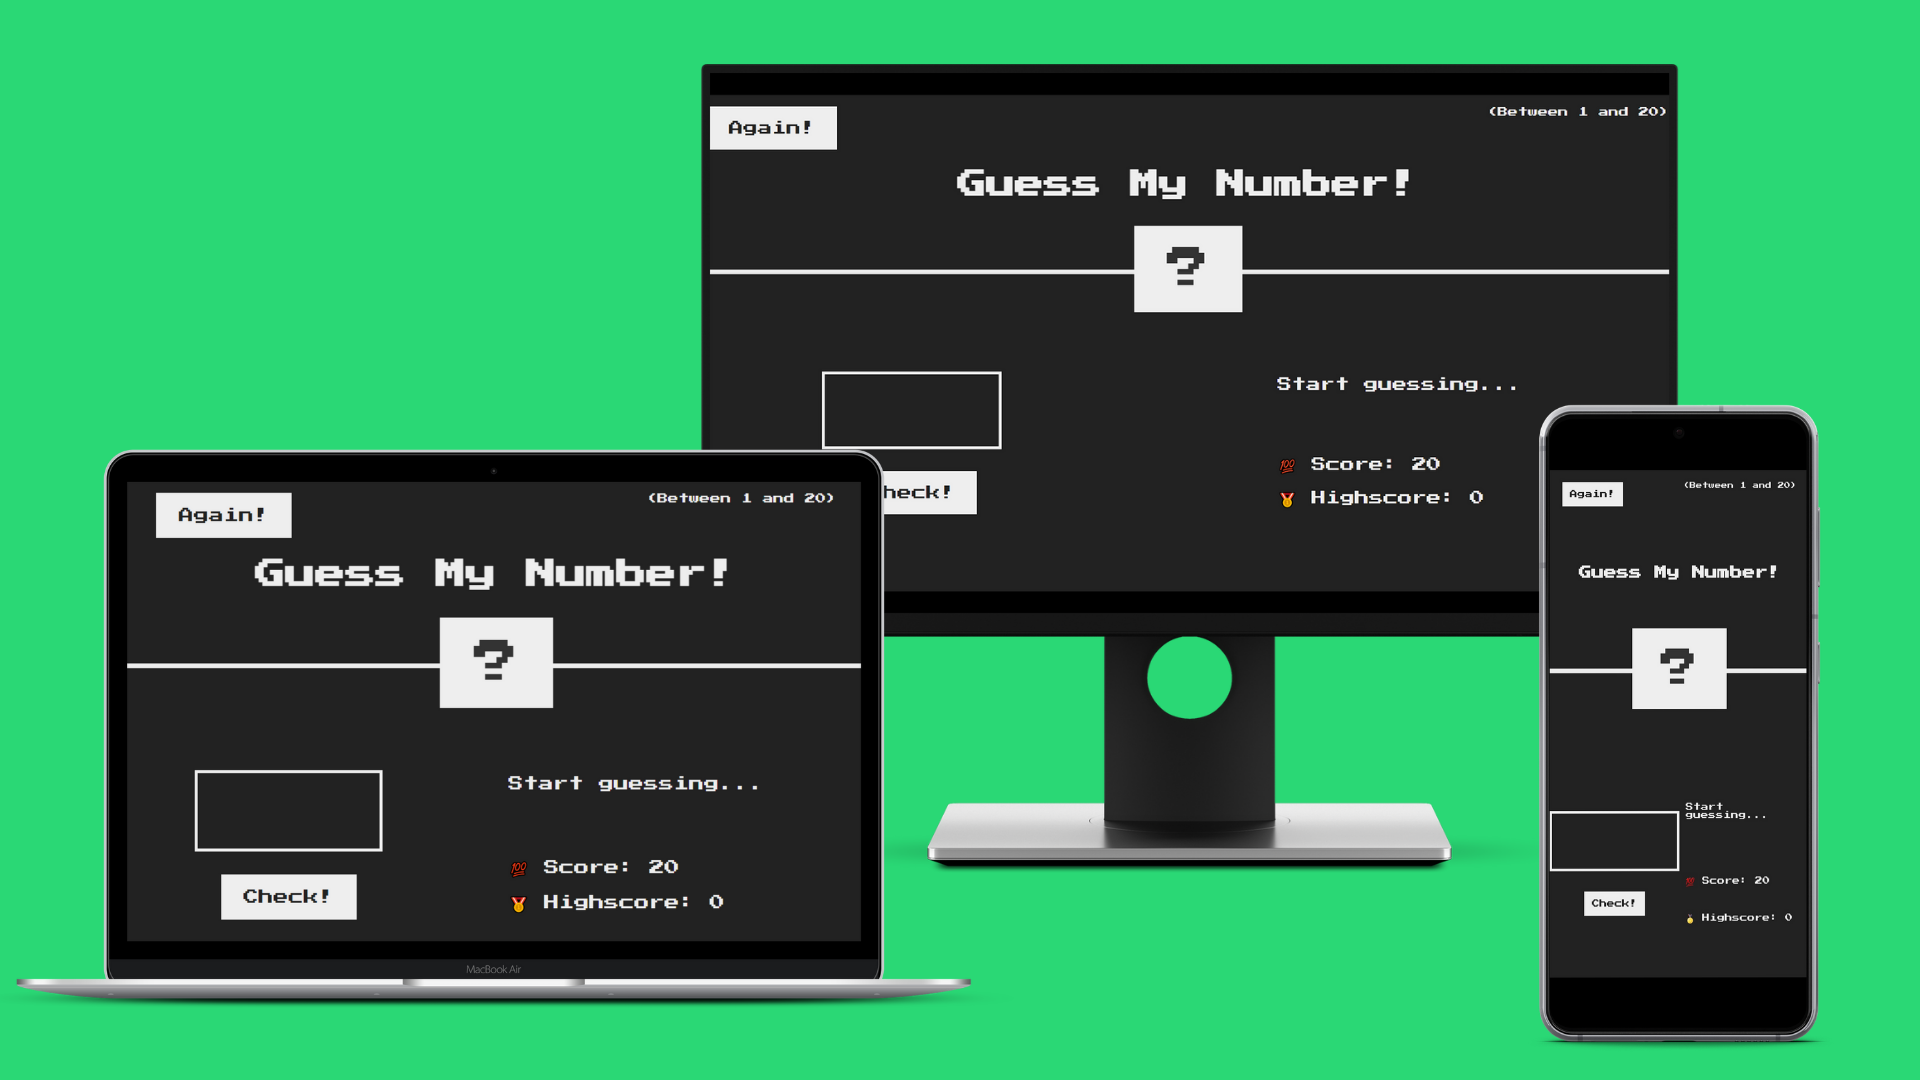 Again!
(Between 1 and 20)
Guess My Number!
?
Start guessing...
💯 Score: 20
heck!
🥇 Highscore: 0
Again!
(Between 1 and 20)
Guess My Number!
?
Start guessing...
💯 Score: 20
Check!
🥇 Highscore: 0
MacBook Air
Again!
(Between 1 and 20)
Guess My Number!
?
Start
guessing...
💯 Score: 20
Check!
🥇 Highscore: 0